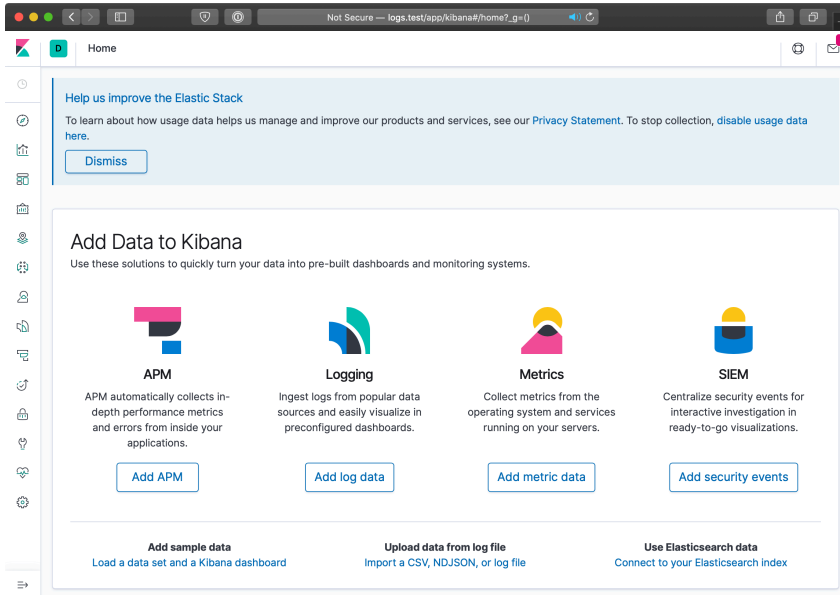 Not Secure — logs.test/app/kibana#/home?_g=()
D
Home
Help us improve the Elastic Stack
To learn about how usage data helps us manage and improve our products and services, see our Privacy Statement. To stop collection, disable usage data
here.
Dismiss
Add Data to Kibana
Use these solutions to quickly turn your data into pre-built dashboards and monitoring systems.
APM
APM automatically collects in-
depth performance metrics
and errors from inside your
applications.
Add APM
Logging
Ingest logs from popular data
sources and easily visualize in
preconfigured dashboards.
Add log data
Metrics
Collect metrics from the
operating system and services
running on your servers.
Add metric data
SIEM
Centralize security events for
interactive investigation in
ready-to-go visualizations.
Add security events
Add sample data
Load a data set and a Kibana dashboard
Upload data from log file
Import a CSV, NDJSON, or log file
Use Elasticsearch data
Connect to your Elasticsearch index